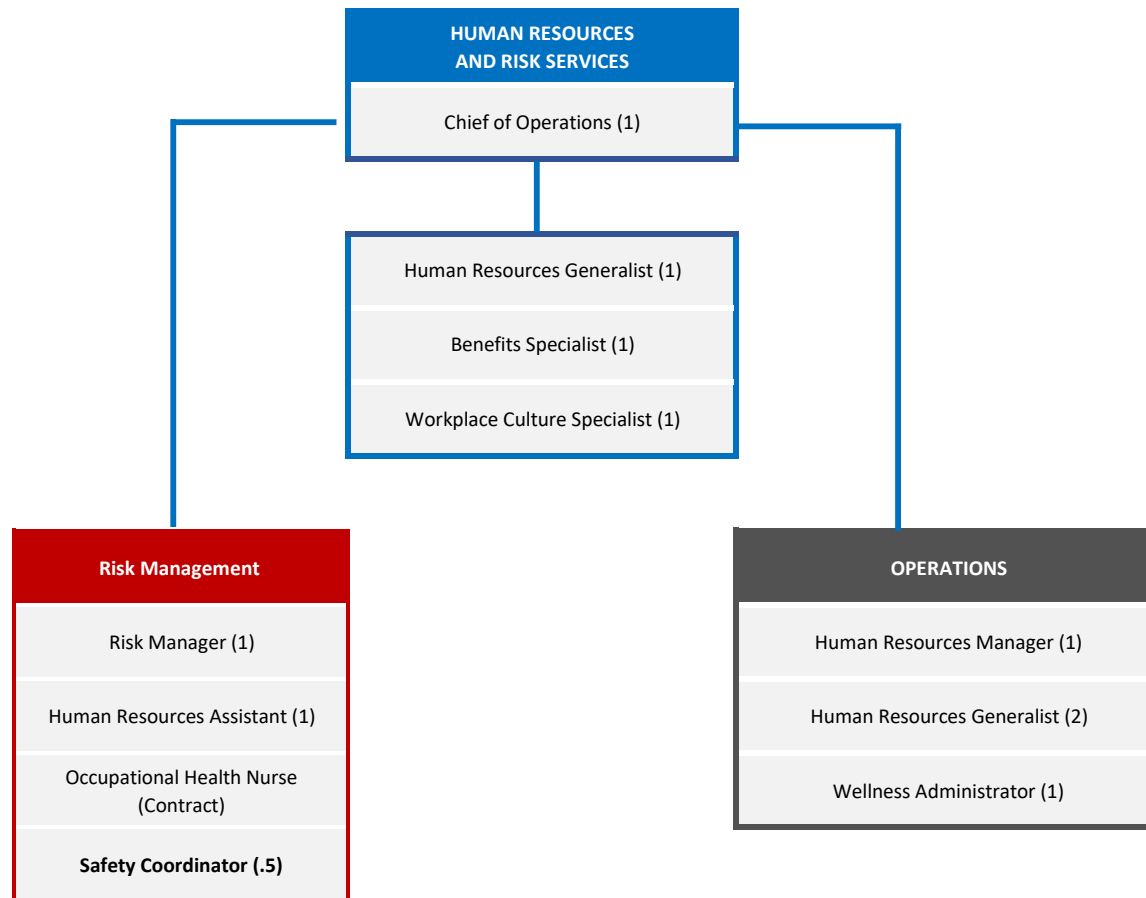 HUMAN RESOURCES
AND RISK SERVICES
Chief of Operations (1)
Human Resources Generalist (1)
Benefits Specialist (1)
Workplace Culture Specialist (1)
Risk Management
Risk Manager (1)
Human Resources Assistant (1)
Occupational Health Nurse
(Contract)
Safety Coordinator (.5)
OPERATIONS
Human Resources Manager (1)
Human Resources Generalist (2)
Wellness Administrator (1)